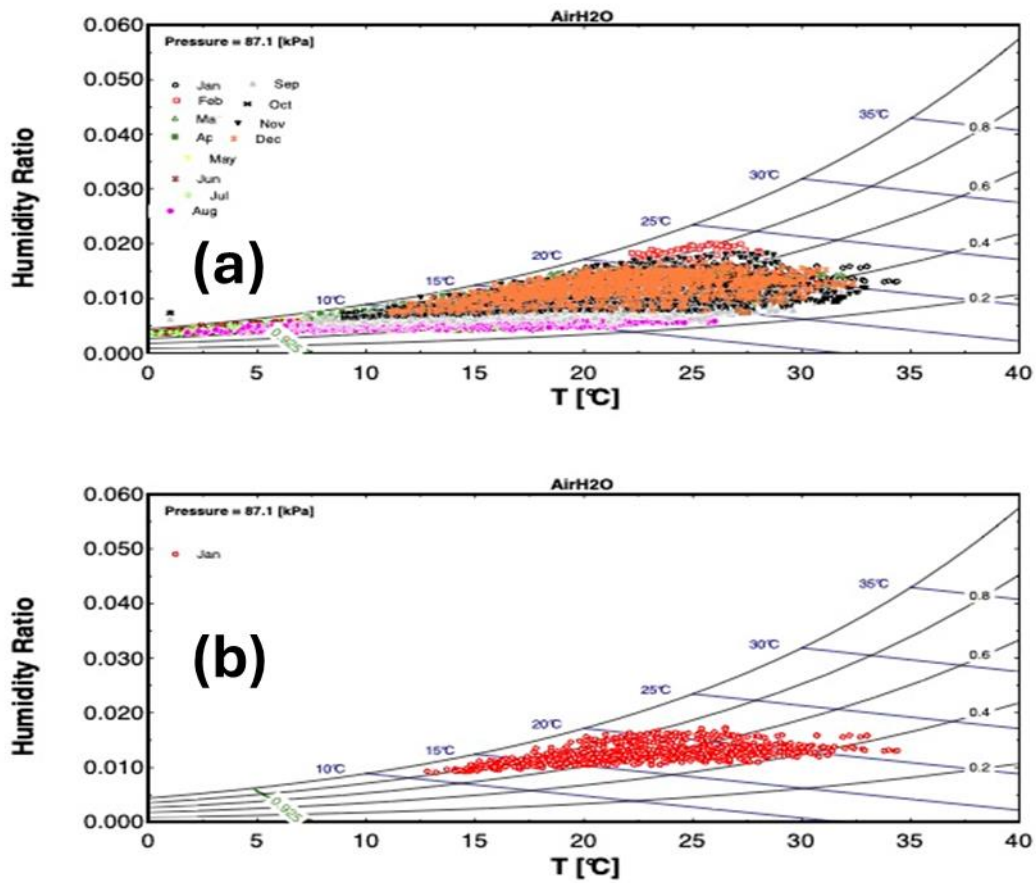 AirH2O
0.060
Pressure = 87.1 [kPa]
0.050
Jan
Sep
Feb
Oct
Ma
Nov
Ap
Dec
May
Jun
Jul
Aug
0.040
0.030
0.020
0.010
0.000
Humidity Ratio
(a)
35°C
30°C
25°C
20°C
15°C
10°C
0.8
0.6
0.4
0.2
0.925
0 5 10 15 20 25 30 35 40
T [°C]
AirH2O
0.060
Pressure = 87.1 [kPa]
0.050
Jan
0.040
0.030
0.020
0.010
0.000
Humidity Ratio
(b)
35°C
30°C
25°C
20°C
15°C
10°C
0.8
0.6
0.4
0.2
0.925
0 5 10 15 20 25 30 35 40
T [°C]